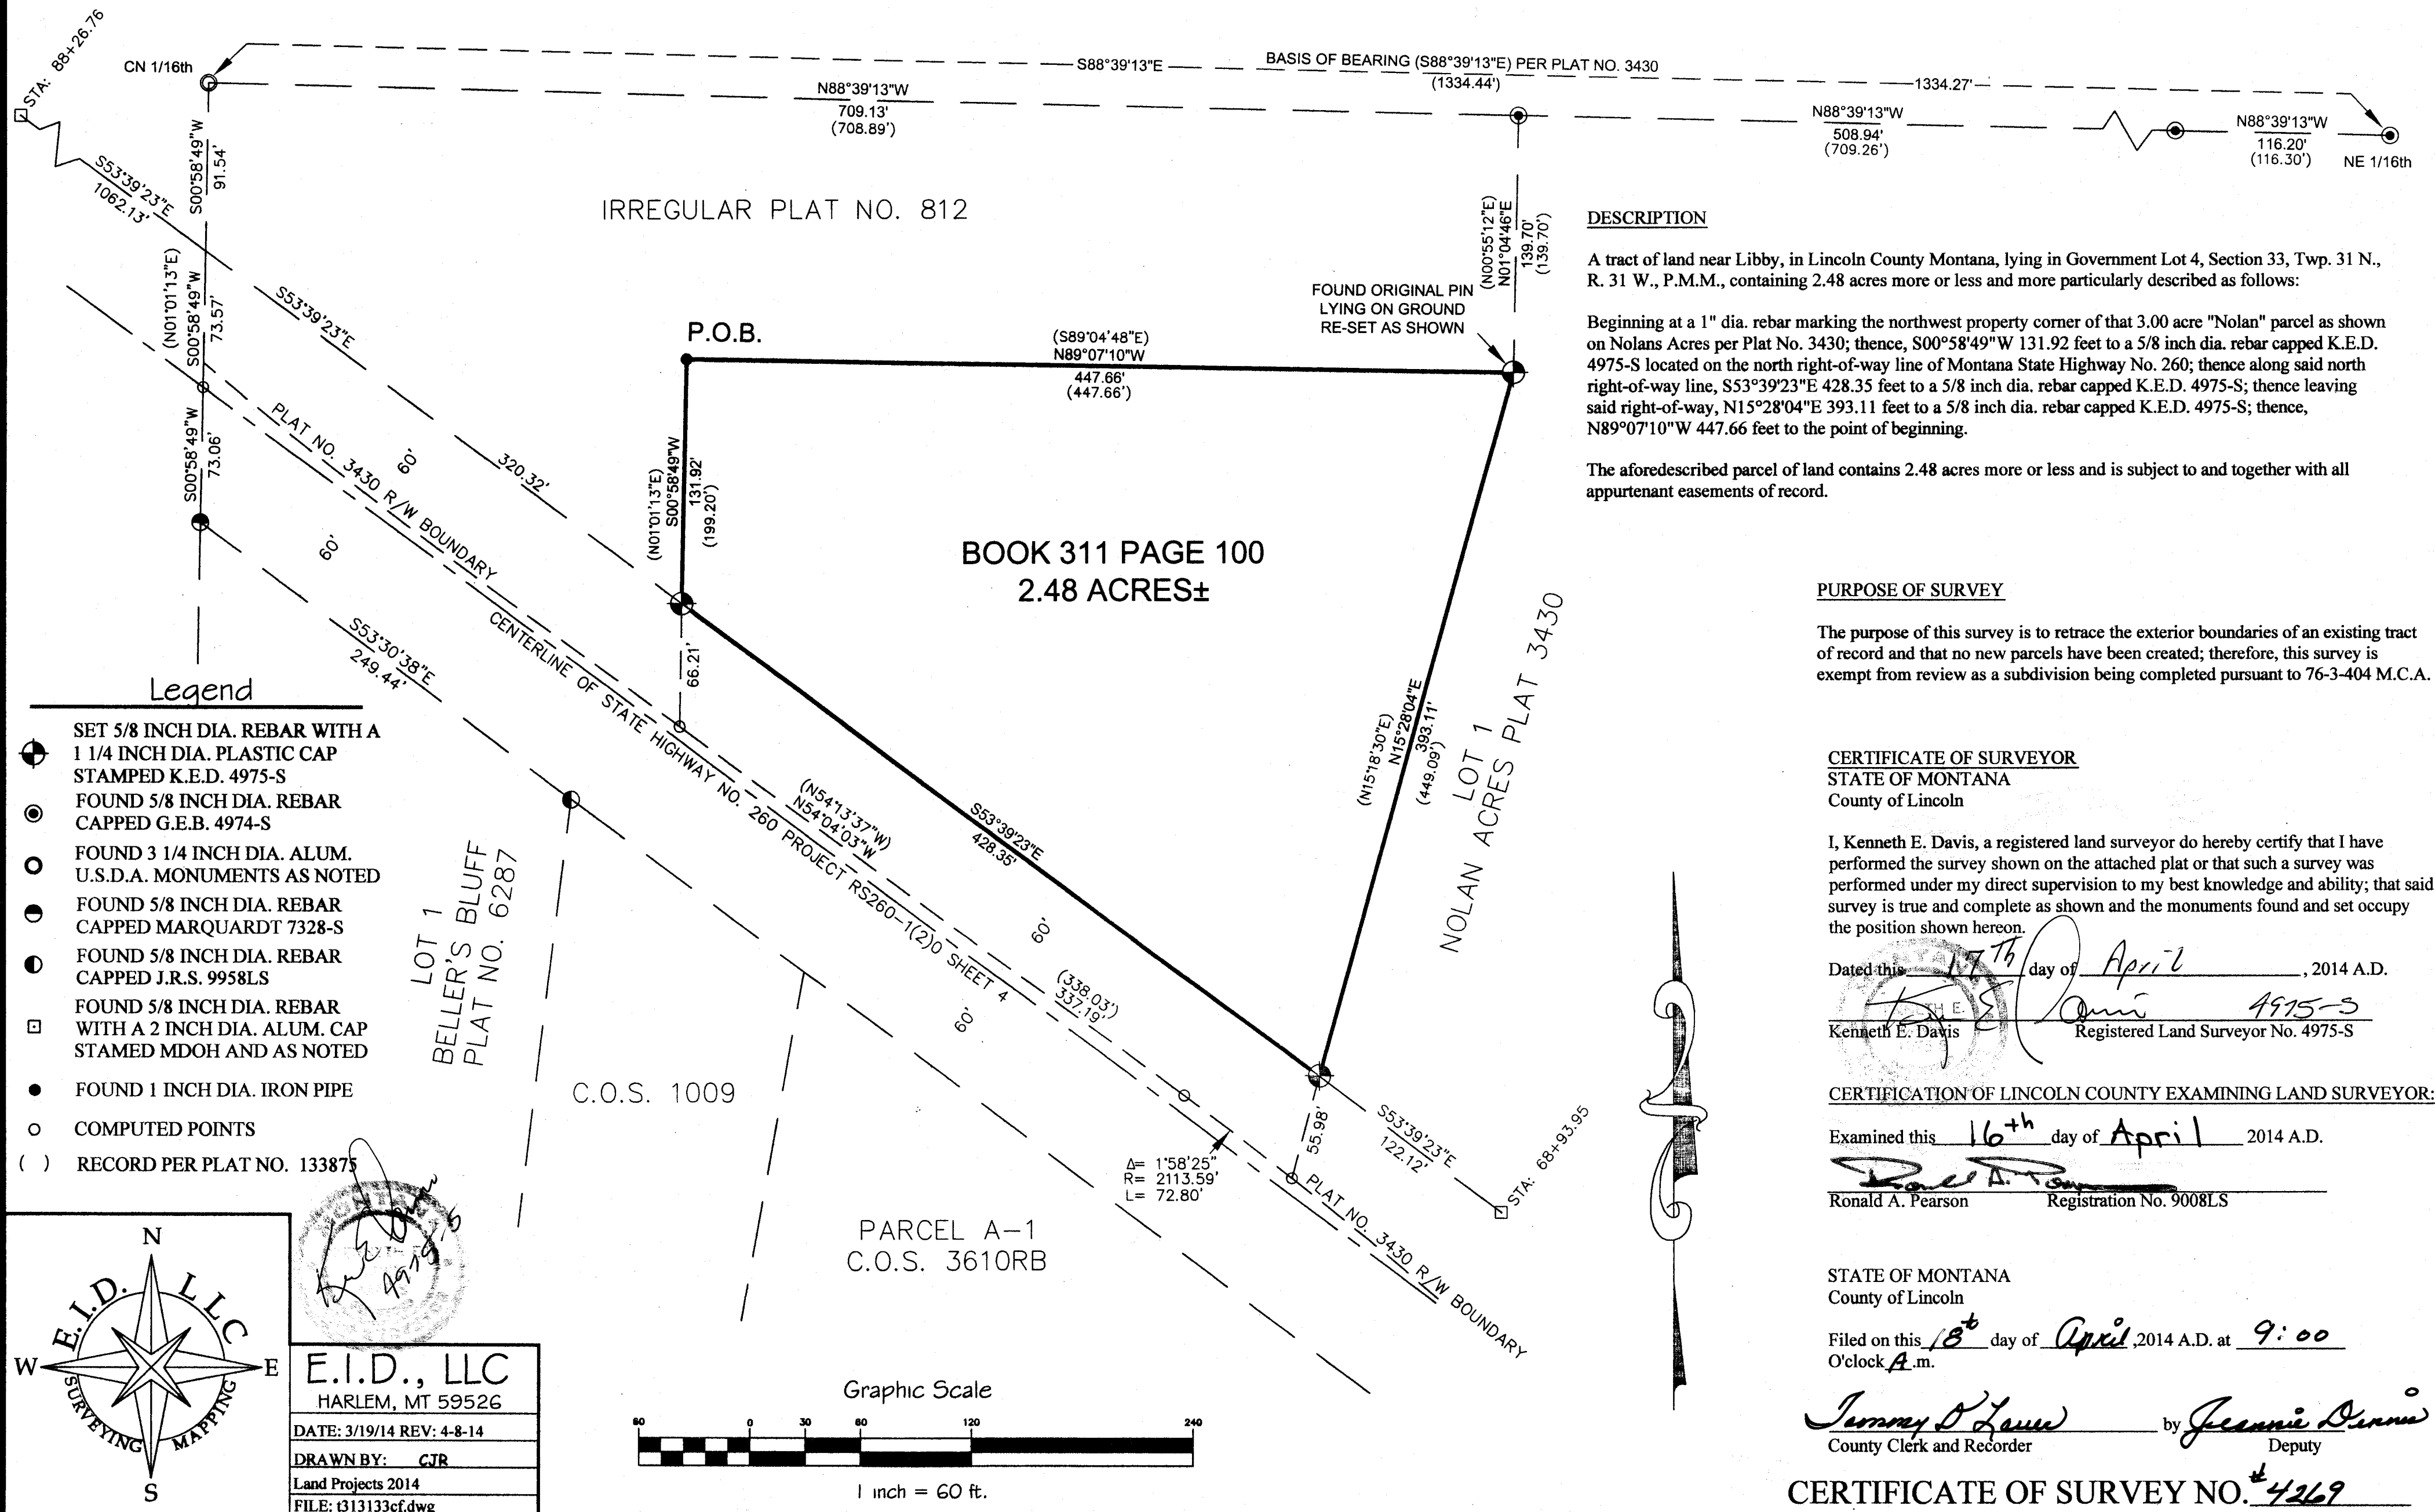 STA: 88+26.76
CN 1/16th
S88°39'13"E
BASIS OF BEARING (S88°39'13"E) PER PLAT NO. 3430
(1334.44')
1334.27'
N88°39'13"W
709.13'
(708.89')
N88°39'13"W
508.94'
(709.26')
N88°39'13"W
116.20'
(116.30')
NE 1/16th
S53°39'23"E
1062.13'
S00°58'49"W
91.54'
(N01°01'13"E)
S00°58'49"W
73.57'
S00°58'49"W
73.06'
S53°39'23"E
320.32'
IRREGULAR PLAT NO. 812
(N00°55'12"E)
N01°04'46"E
139.70'
(139.70')
FOUND ORIGINAL PIN
LYING ON GROUND
RE-SET AS SHOWN
P.O.B.
(S89°04'48"E)
N89°07'10"W
447.66'
(447.66')
(N01°01'13"E)
S00°58'49"W
131.92'
(199.20')
BOOK 311 PAGE 100
2.48 ACRES±
PLAT NO. 3430 R/W BOUNDARY
60'
60'
CENTERLINE OF STATE HIGHWAY NO. 260 PROJECT RS260-1(2)0 SHEET 4
S53°30'38"E
249.44'
66.21'
(N54°13'37"W)
N54°04'03"W
S53°39'23"E
428.35'
(N15°18'30"E)
N15°28'04"E
393.11'
(449.09')
LOT 1
NOLAN ACRES PLAT 3430
60'
60'
(338.03')
337.19'
55.98'
S53°39'23"E
122.12'
STA: 68+93.95
Δ= 1°58'25"
R= 2113.59'
L= 72.80'
PLAT NO. 3430 R/W BOUNDARY
LOT 1
BELLER'S BLUFF
PLAT NO. 6287
C.O.S. 1009
PARCEL A-1
C.O.S. 3610RB
Legend
SET 5/8 INCH DIA. REBAR WITH A
1 1/4 INCH DIA. PLASTIC CAP
STAMPED K.E.D. 4975-S
FOUND 5/8 INCH DIA. REBAR
CAPPED G.E.B. 4974-S
FOUND 3 1/4 INCH DIA. ALUM.
U.S.D.A. MONUMENTS AS NOTED
FOUND 5/8 INCH DIA. REBAR
CAPPED MARQUARDT 7328-S
FOUND 5/8 INCH DIA. REBAR
CAPPED J.R.S. 9958LS
FOUND 5/8 INCH DIA. REBAR
WITH A 2 INCH DIA. ALUM. CAP
STAMED MDOH AND AS NOTED
FOUND 1 INCH DIA. IRON PIPE
COMPUTED POINTS
( ) RECORD PER PLAT NO. 133875
4975-S
N
E.I.D. LLC
W
E
SURVEYING MAPPING
S
E.I.D., LLC
HARLEM, MT 59526
DATE: 3/19/14 REV: 4-8-14
DRAWN BY: CJR
Land Projects 2014
FILE: t313133cf.dwg
Graphic Scale
60 0 30 60 120 240
1 inch = 60 ft.
DESCRIPTION
A tract of land near Libby, in Lincoln County Montana, lying in Government Lot 4, Section 33, Twp. 31 N.,
R. 31 W., P.M.M., containing 2.48 acres more or less and more particularly described as follows:
Beginning at a 1" dia. rebar marking the northwest property corner of that 3.00 acre "Nolan" parcel as shown
on Nolans Acres per Plat No. 3430; thence, S00°58'49"W 131.92 feet to a 5/8 inch dia. rebar capped K.E.D.
4975-S located on the north right-of-way line of Montana State Highway No. 260; thence along said north
right-of-way line, S53°39'23"E 428.35 feet to a 5/8 inch dia. rebar capped K.E.D. 4975-S; thence leaving
said right-of-way, N15°28'04"E 393.11 feet to a 5/8 inch dia. rebar capped K.E.D. 4975-S; thence,
N89°07'10"W 447.66 feet to the point of beginning.
The aforedescribed parcel of land contains 2.48 acres more or less and is subject to and together with all
appurtenant easements of record.
PURPOSE OF SURVEY
The purpose of this survey is to retrace the exterior boundaries of an existing tract
of record and that no new parcels have been created; therefore, this survey is
exempt from review as a subdivision being completed pursuant to 76-3-404 M.C.A.
CERTIFICATE OF SURVEYOR
STATE OF MONTANA
County of Lincoln
I, Kenneth E. Davis, a registered land surveyor do hereby certify that I have
performed the survey shown on the attached plat or that such a survey was
performed under my direct supervision to my best knowledge and ability; that said
survey is true and complete as shown and the monuments found and set occupy
the position shown hereon.
Dated this 17th day of April , 2014 A.D.
4975-S
Kenneth E. Davis Registered Land Surveyor No. 4975-S
CERTIFICATION OF LINCOLN COUNTY EXAMINING LAND SURVEYOR:
Examined this 16th day of April 2014 A.D.
Ronald A. Pearson Registration No. 9008LS
STATE OF MONTANA
County of Lincoln
Filed on this 18th day of April ,2014 A.D. at 9:00
O'clock A.m.
Tammy D Lauer by Jeannie Dennis
County Clerk and Recorder Deputy
CERTIFICATE OF SURVEY NO. # 4269